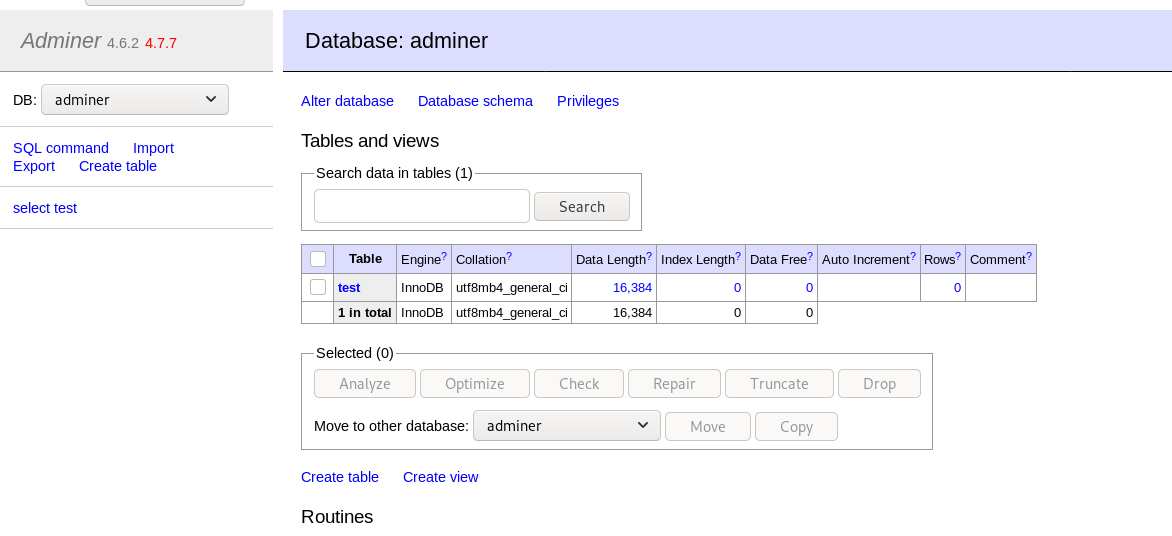 Adminer 4.6.2 4.7.7
DB: adminer
SQL command Import
Export Create table
select test
Database: adminer
Alter database Database schema Privileges
Tables and views
Search data in tables (1)
Search
Table Engine? Collation? Data Length? Index Length? Data Free? Auto Increment? Rows? Comment?
test InnoDB utf8mb4_general_ci 16,384 0 0 0
1 in total InnoDB utf8mb4_general_ci 16,384 0 0
Selected (0)
Analyze Optimize Check Repair Truncate Drop
Move to other database: adminer Move Copy
Create table Create view
Routines